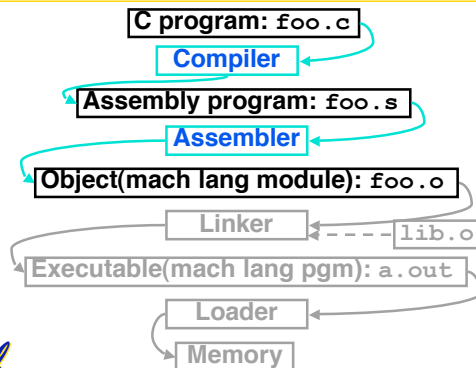 C program: foo.c
Compiler
Assembly program: foo.s
Assembler
Object(mach lang module): foo.o
Linker
lib.o
Executable(mach lang pgm): a.out
Loader
Memory